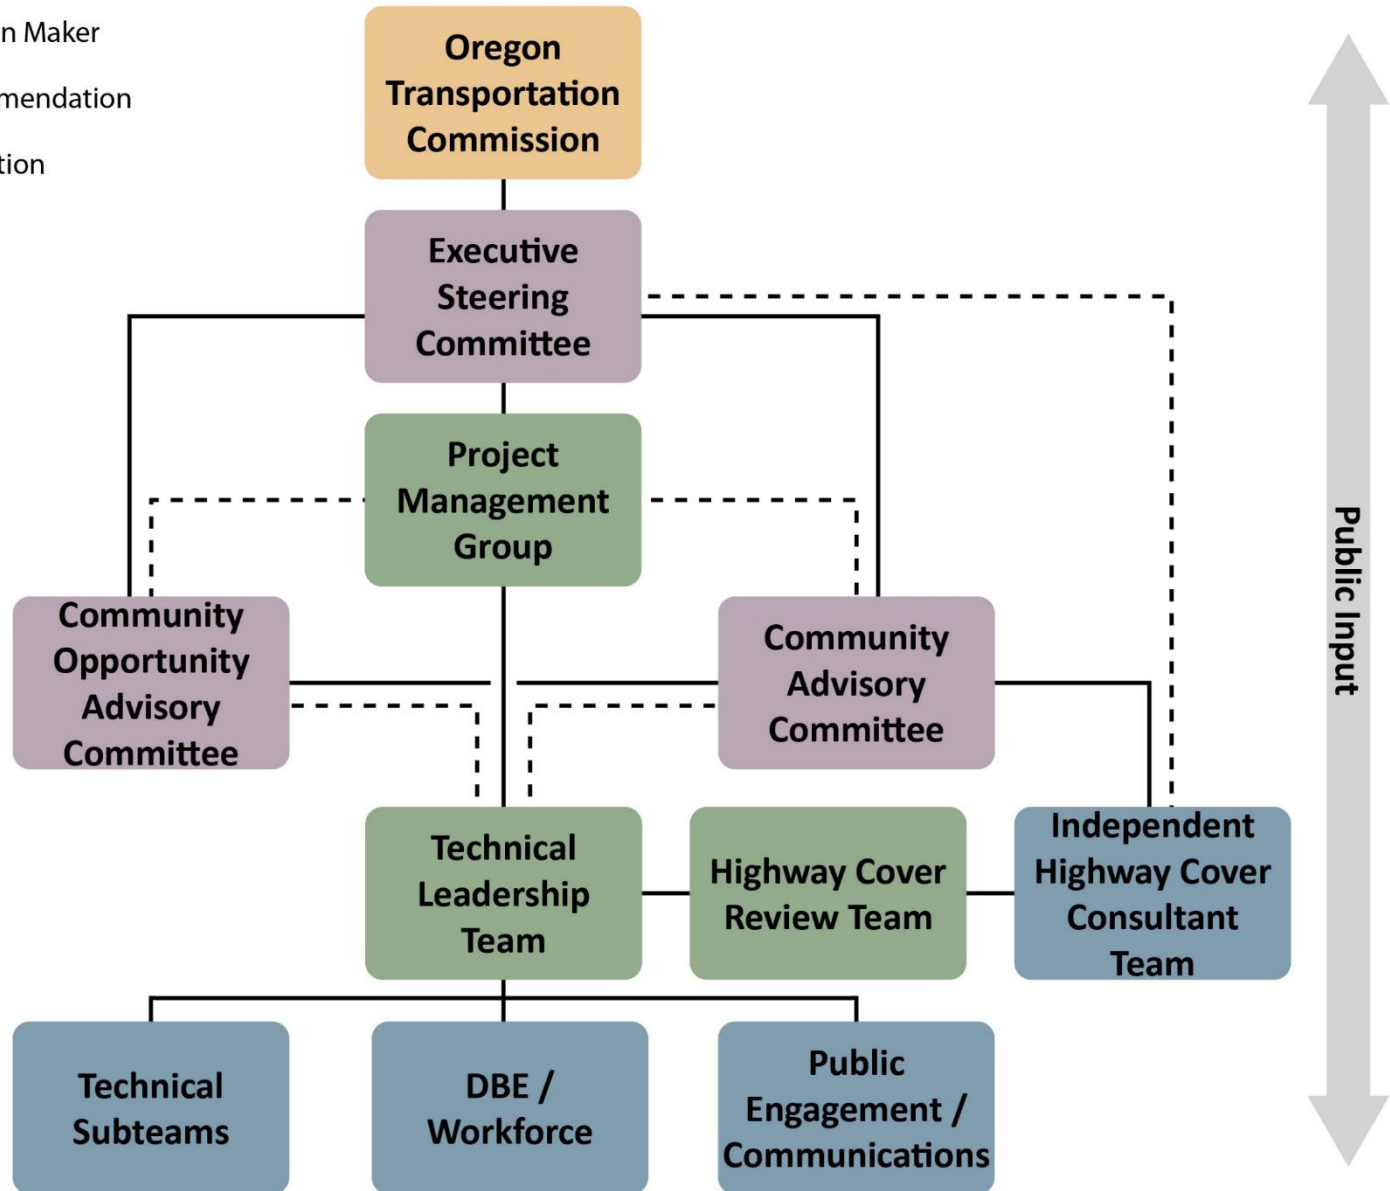 n Maker
mendation
tion
Oregon
Transportation
Commission
Executive
Steering
Committee
Project
Management
Group
Community
Opportunity
Advisory
Committee
Community
Advisory
Committee
Public Input
Technical
Leadership
Team
Highway Cover
Review Team
Independent
Highway Cover
Consultant
Team
Technical
Subteams
DBE /
Workforce
Public
Engagement /
Communications